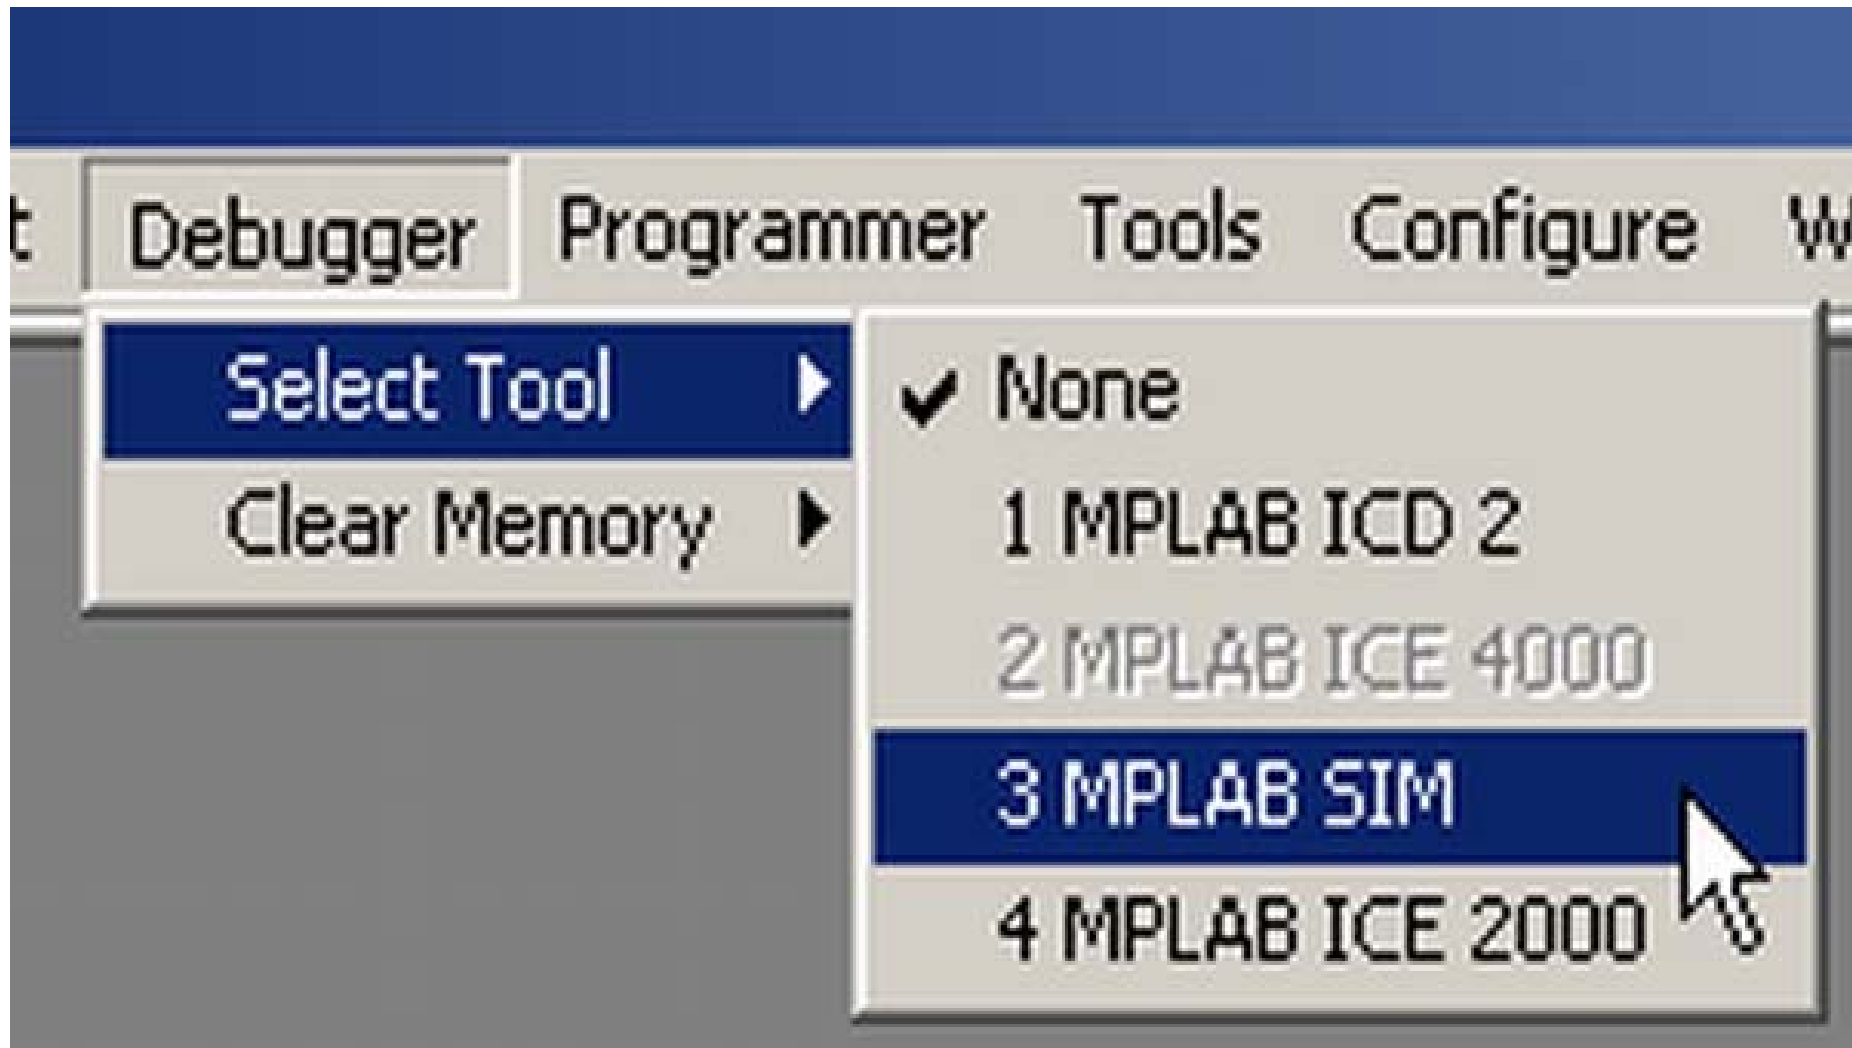 Debugger Programmer Tools Configure
Select Tool
Clear Memory
None
1 MPLAB ICD 2
2 MPLAB ICE 4000
3 MPLAB SIM
4 MPLAB ICE 2000